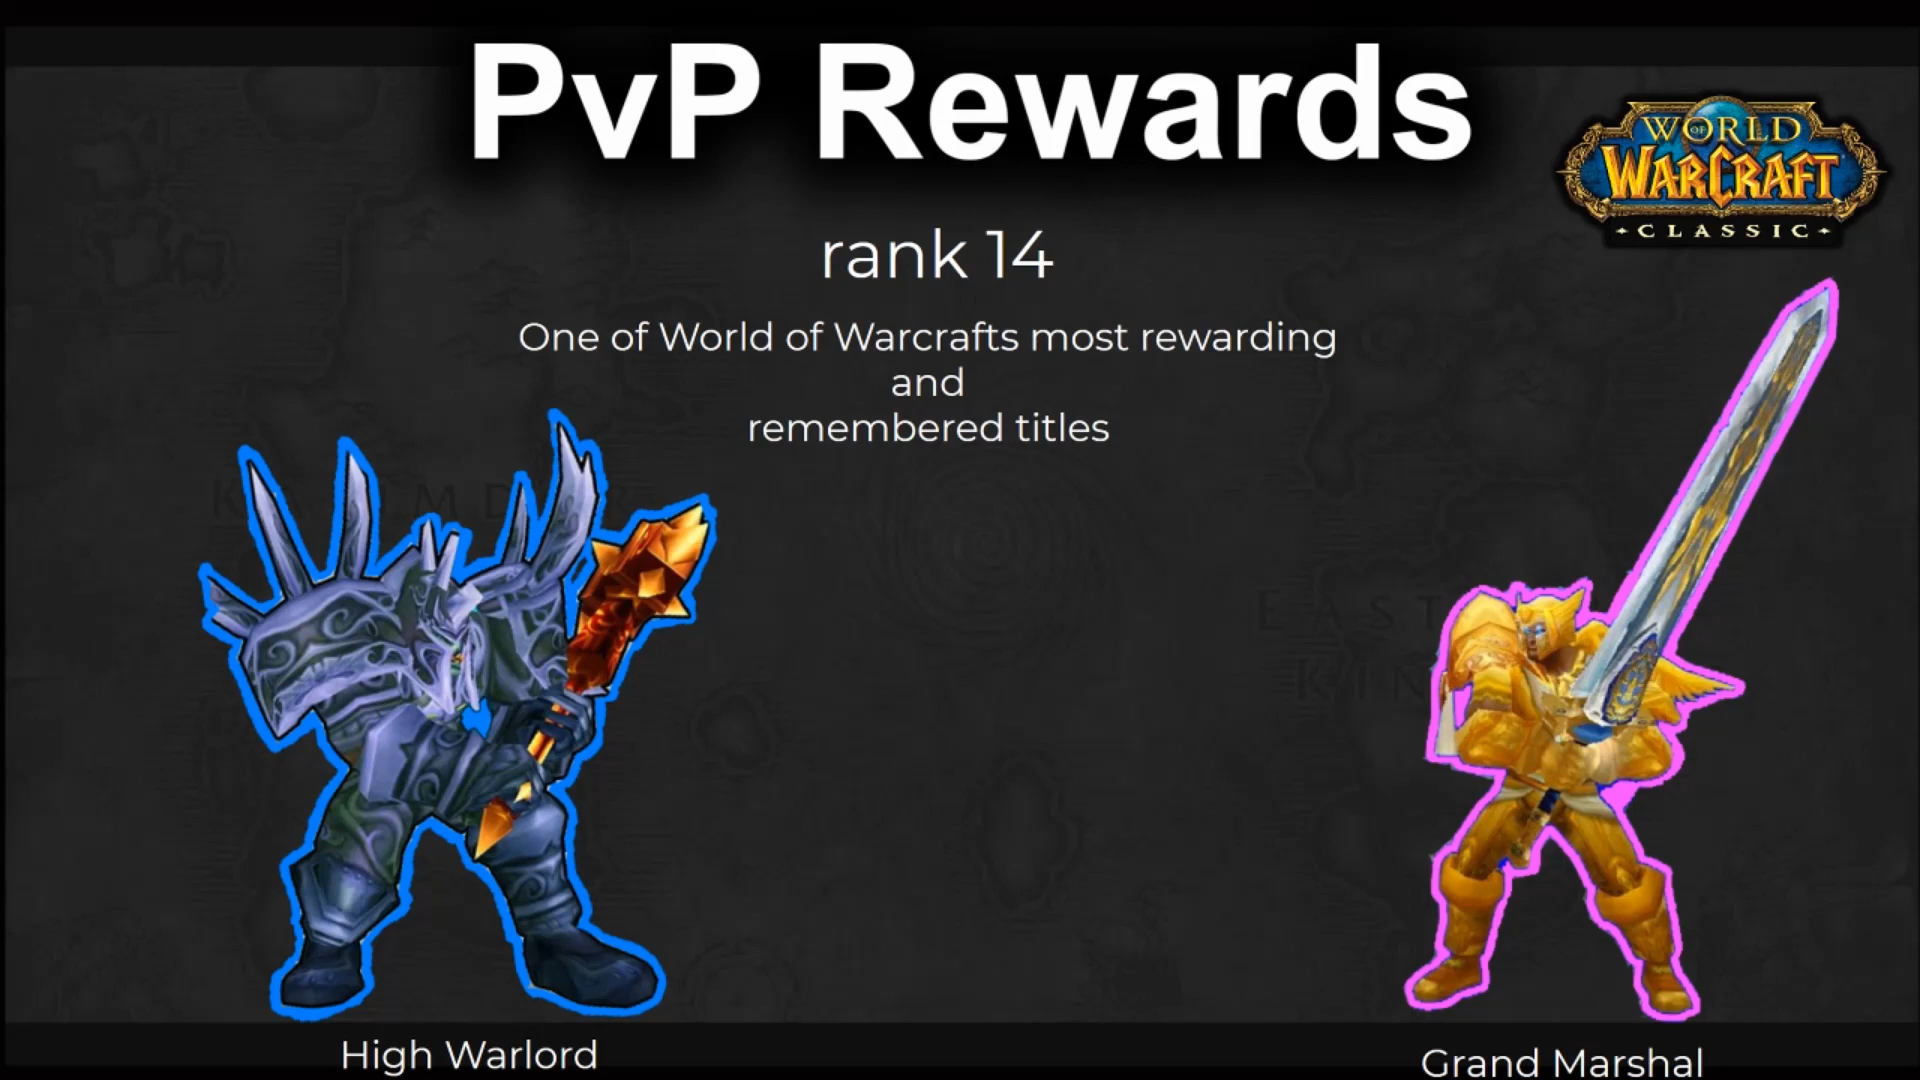 PvP Rewards
WORLD
OF
WARCRAFT
CLASSIC
rank 14
One of World of Warcrafts most rewarding
and
remembered titles
High Warlord
Grand Marshal